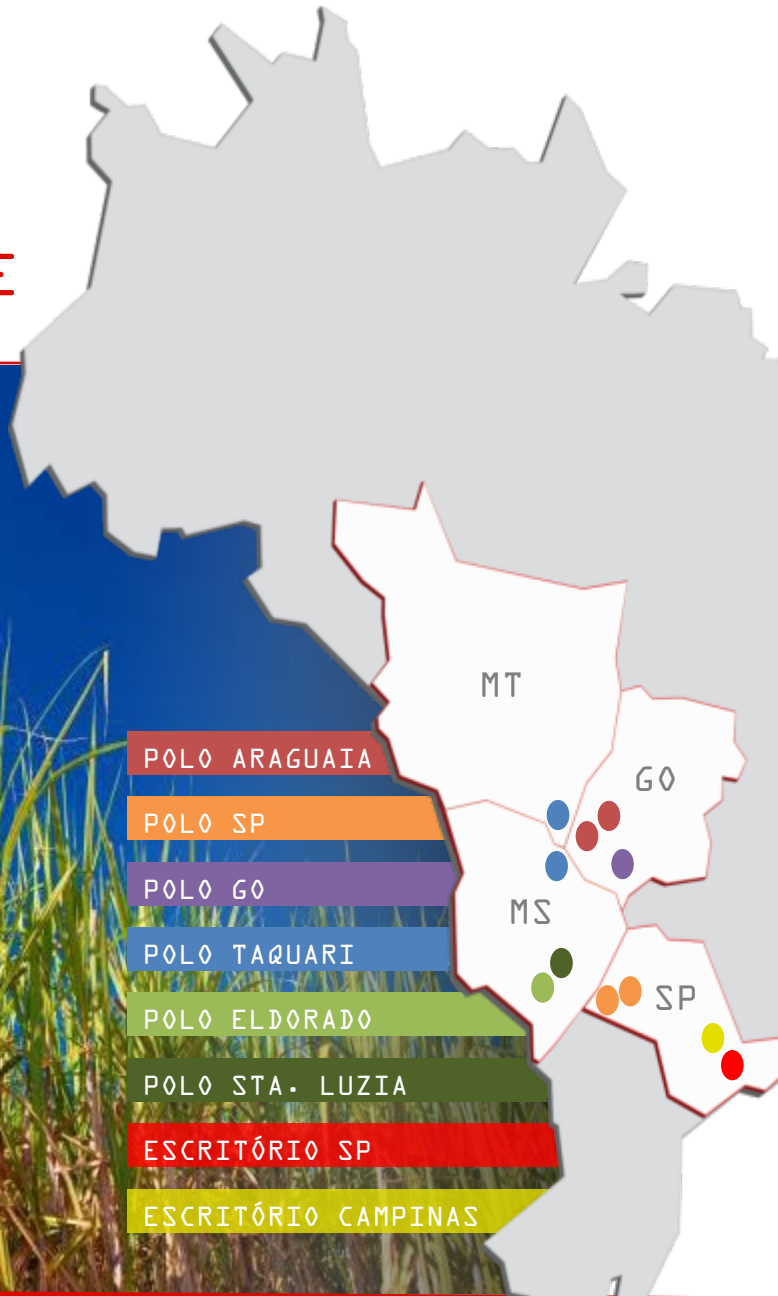 E
MT
GO
POLO ARAGUAIA
POLO SP
POLO GO
MS
POLO TAQUARI
SP
POLO ELDORADO
POLO STA. LUZIA
ESCRITÓRIO SP
ESCRITÓRIO CAMPINAS